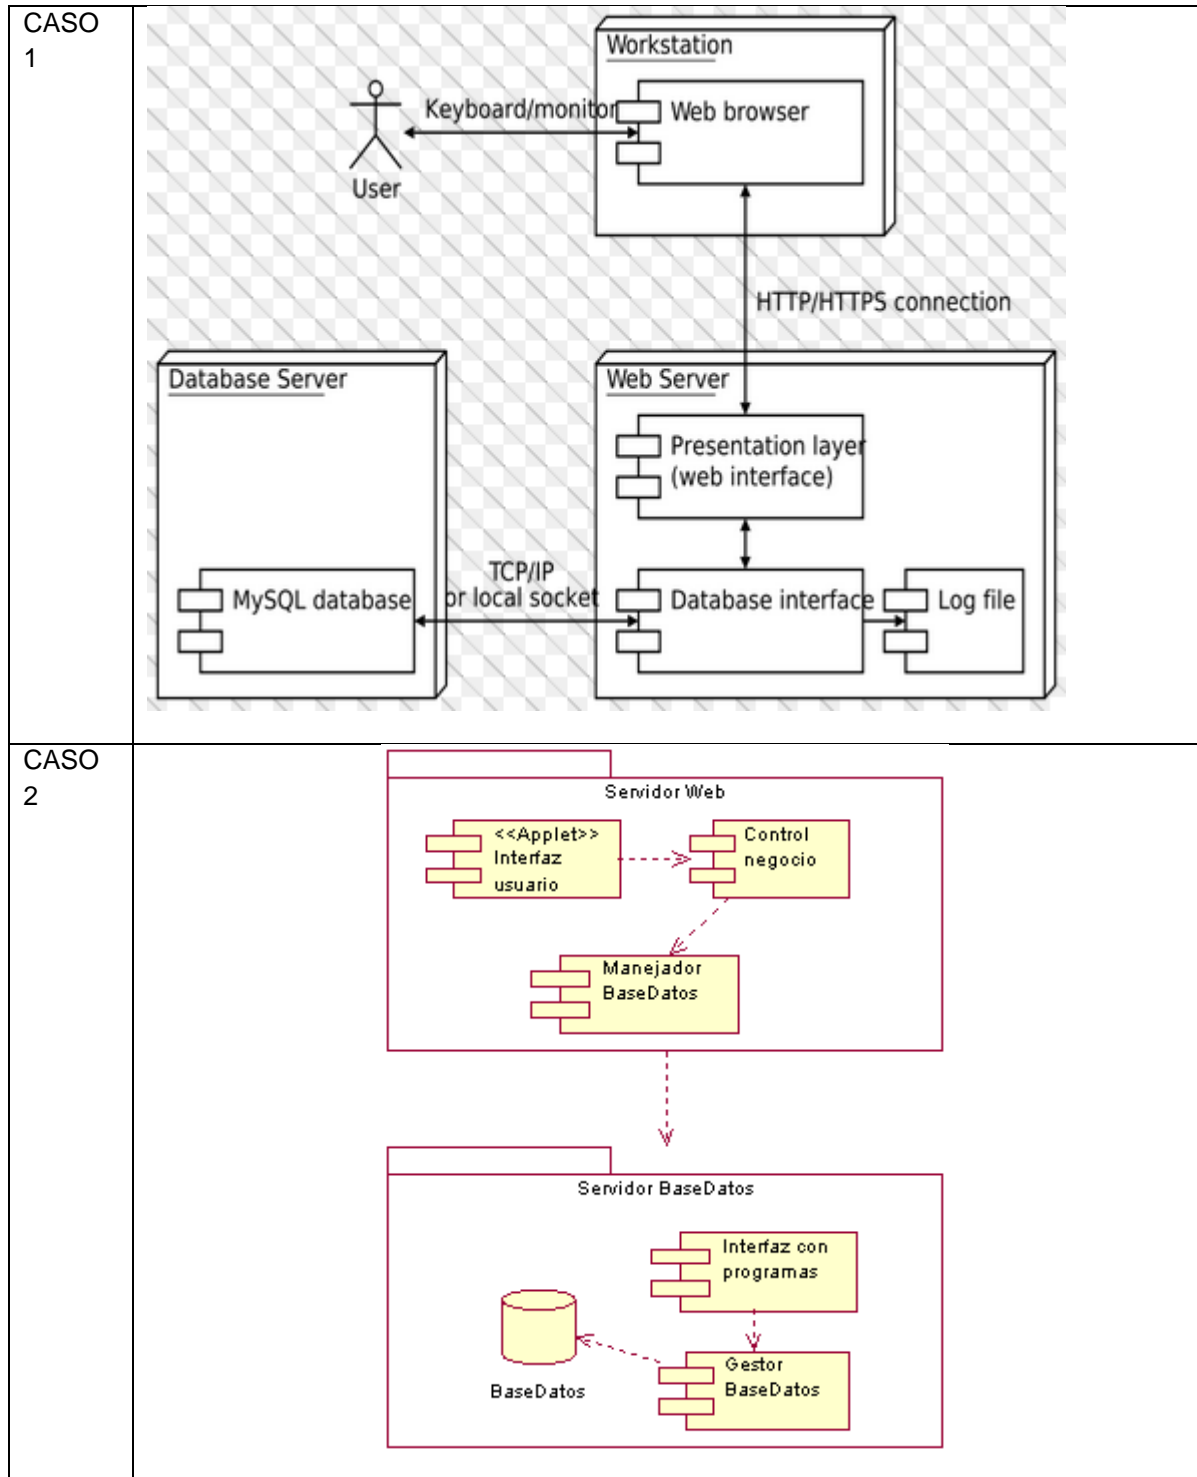 CASO
1
Workstation
Keyboard/monitor
Web browser
User
HTTP/HTTPS connection
Database Server
Web Server
Presentation layer
(web interface)
TCP/IP
or local socket
MySQL database
Database interface
Log file
CASO
2
Servidor Web
<<Applet>>
Interfaz
usuario
Control
negocio
Manejador
BaseDatos
Servidor BaseDatos
Interfaz con
programas
Gestor
BaseDatos
BaseDatos